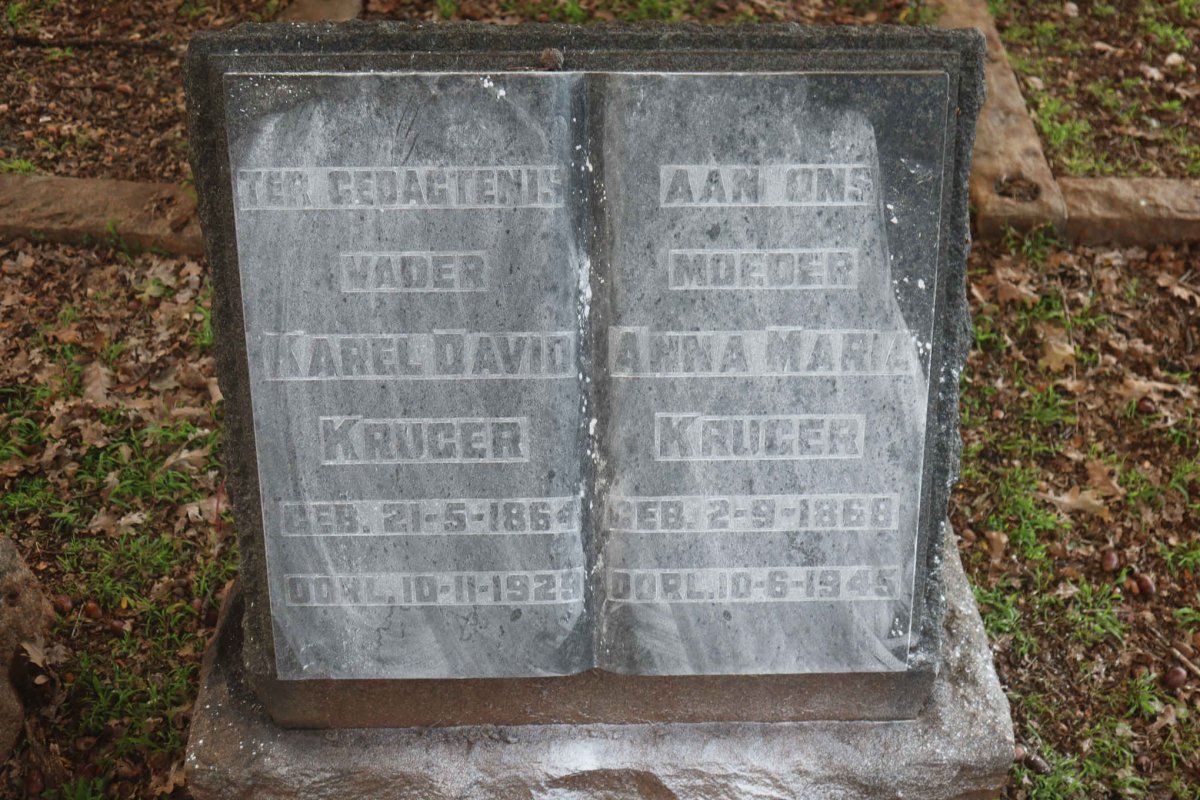 TER GEDAGTENIS
AAN ONS
VADER
MOEDER
KAREL DAVID
ANNA MARIA
KRUGER
KRUGER
GEB. 21-5-1864
GEB. 2-9-1868
OORL. 10-11-1925
OORL. 10-6-1945